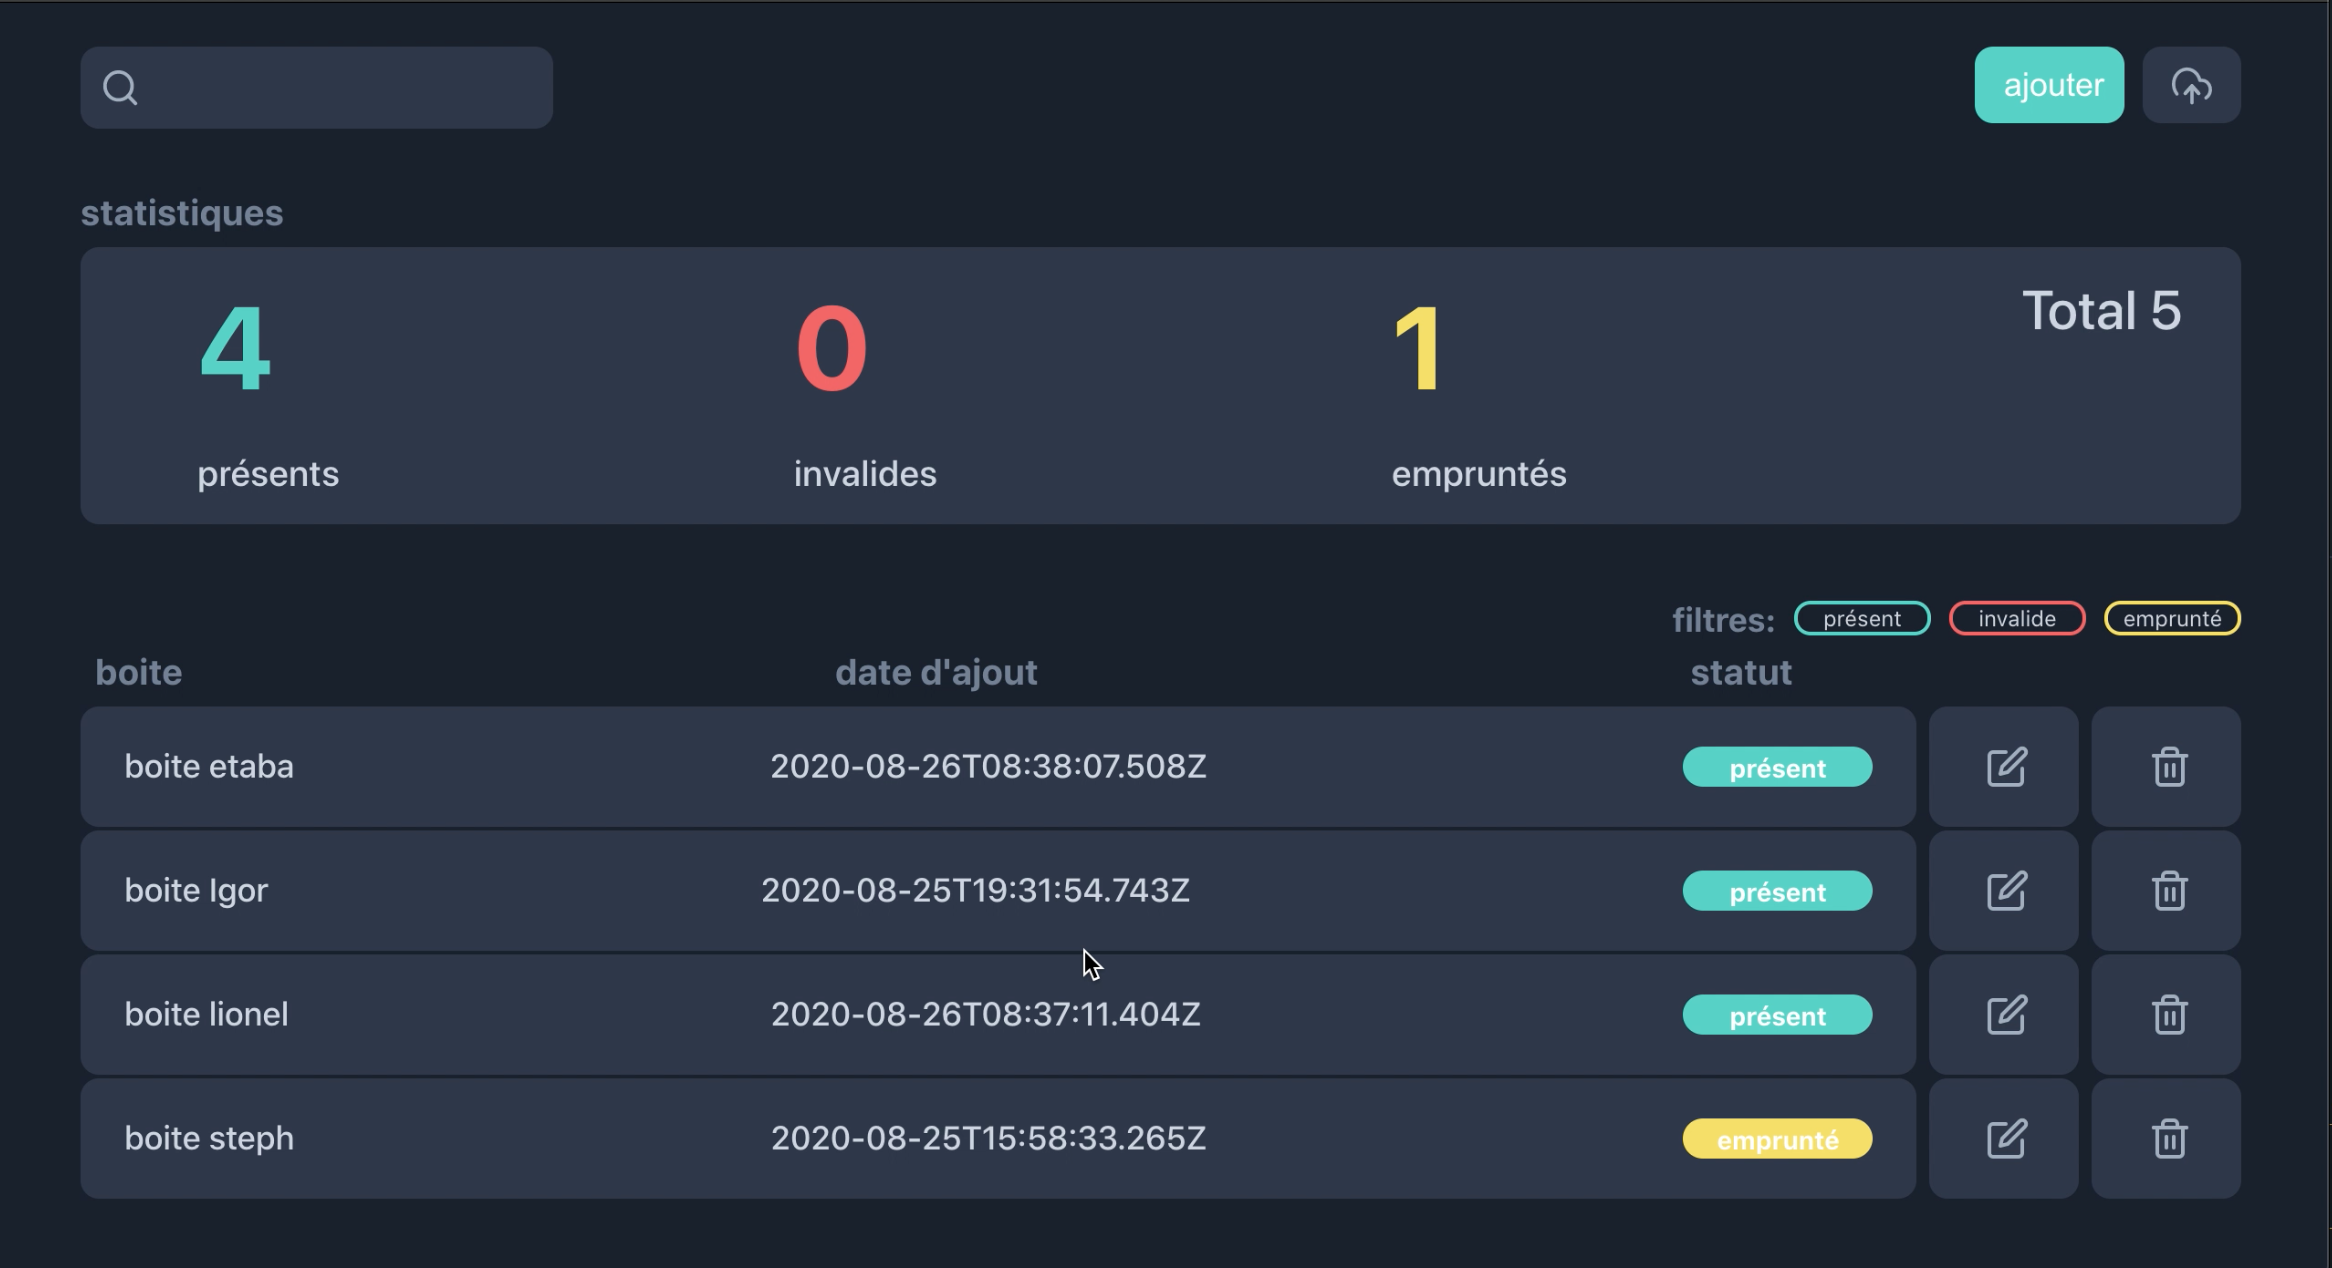 ajouter
statistiques
4 0 1 Total 5
présents invalides empruntés
filtres: présent invalide emprunté
boite date d'ajout statut
boite etaba 2020-08-26T08:38:07.508Z présent
boite Igor 2020-08-25T19:31:54.743Z présent
boite lionel 2020-08-26T08:37:11.404Z présent
boite steph 2020-08-25T15:58:33.265Z emprunté